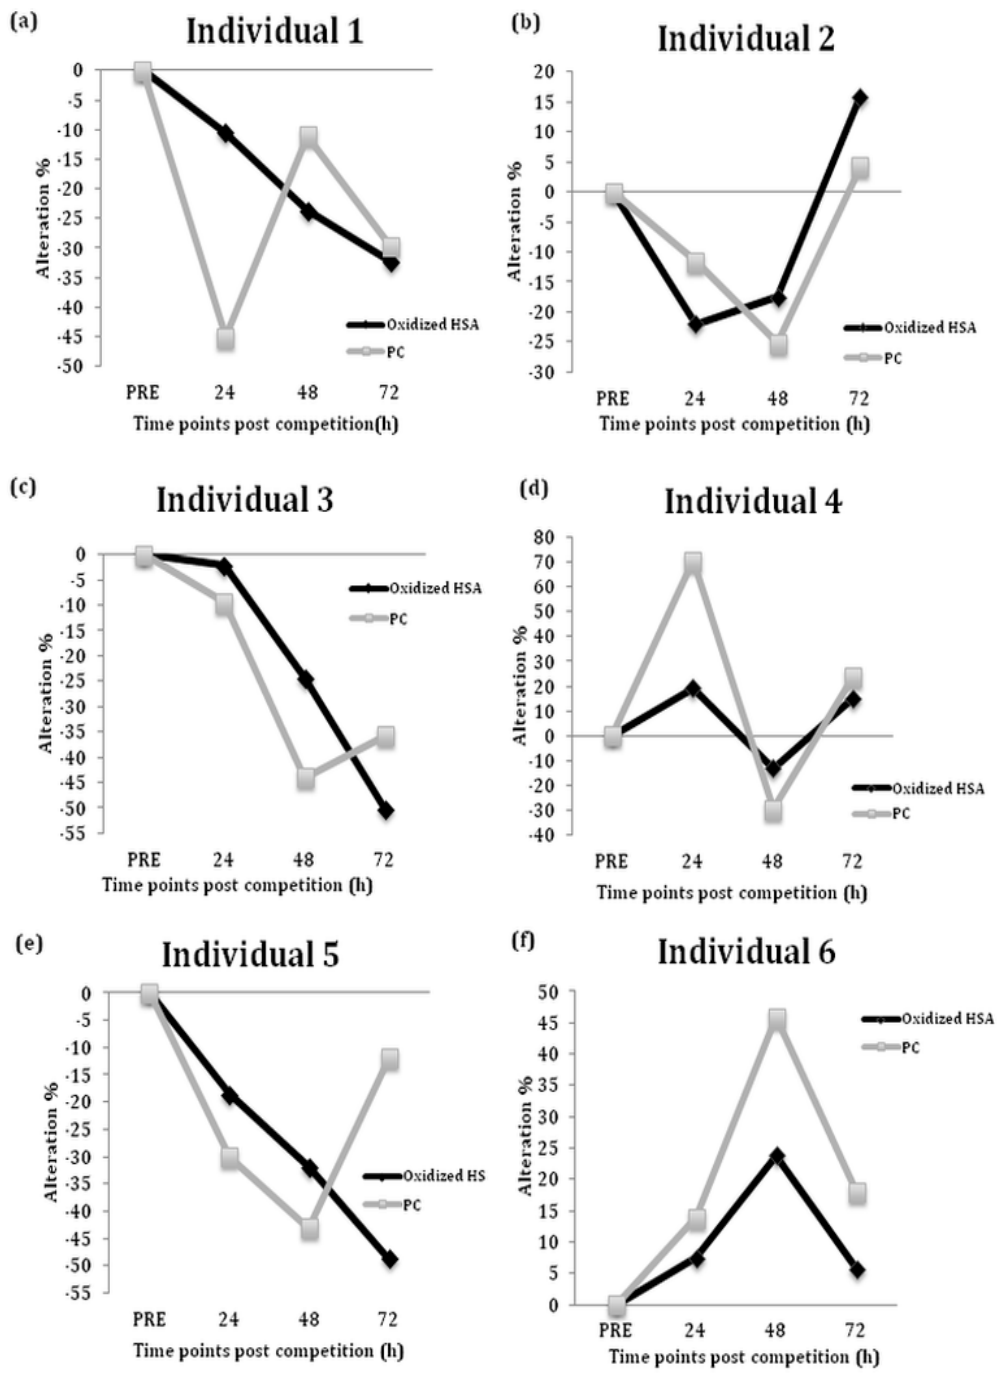 (a)
Individual 1
0
-5
-10
-15
-20
-25
-30
-35
-40
-45
-50
Alteration %
Oxidized HSA
PC
PRE 24 48 72
Time points post competition(h)
(b)
Individual 2
20
15
10
5
0
-5
-10
-15
-20
-25
-30
Alteration %
Oxidized HSA
PC
PRE 24 48 72
Time points post competition (h)
(c)
Individual 3
0
-5
-10
-15
-20
-25
-30
-35
-40
-45
-50
-55
Alteration %
Oxidized HSA
PC
PRE 24 48 72
Time points post competition (h)
(d)
Individual 4
80
70
60
50
40
30
20
10
0
-10
-20
-30
-40
Alteration %
Oxidized HSA
PC
PRE 24 48 72
Time points post competition (h)
(e)
Individual 5
0
-5
-10
-15
-20
-25
-30
-35
-40
-45
-50
-55
Alteration %
Oxidized HS
PC
PRE 24 48 72
Time points post competition (h)
(f)
Individual 6
50
45
40
35
30
25
20
15
10
5
0
Alteration %
Oxidized HSA
PC
PRE 24 48 72
Time points post competition (h)